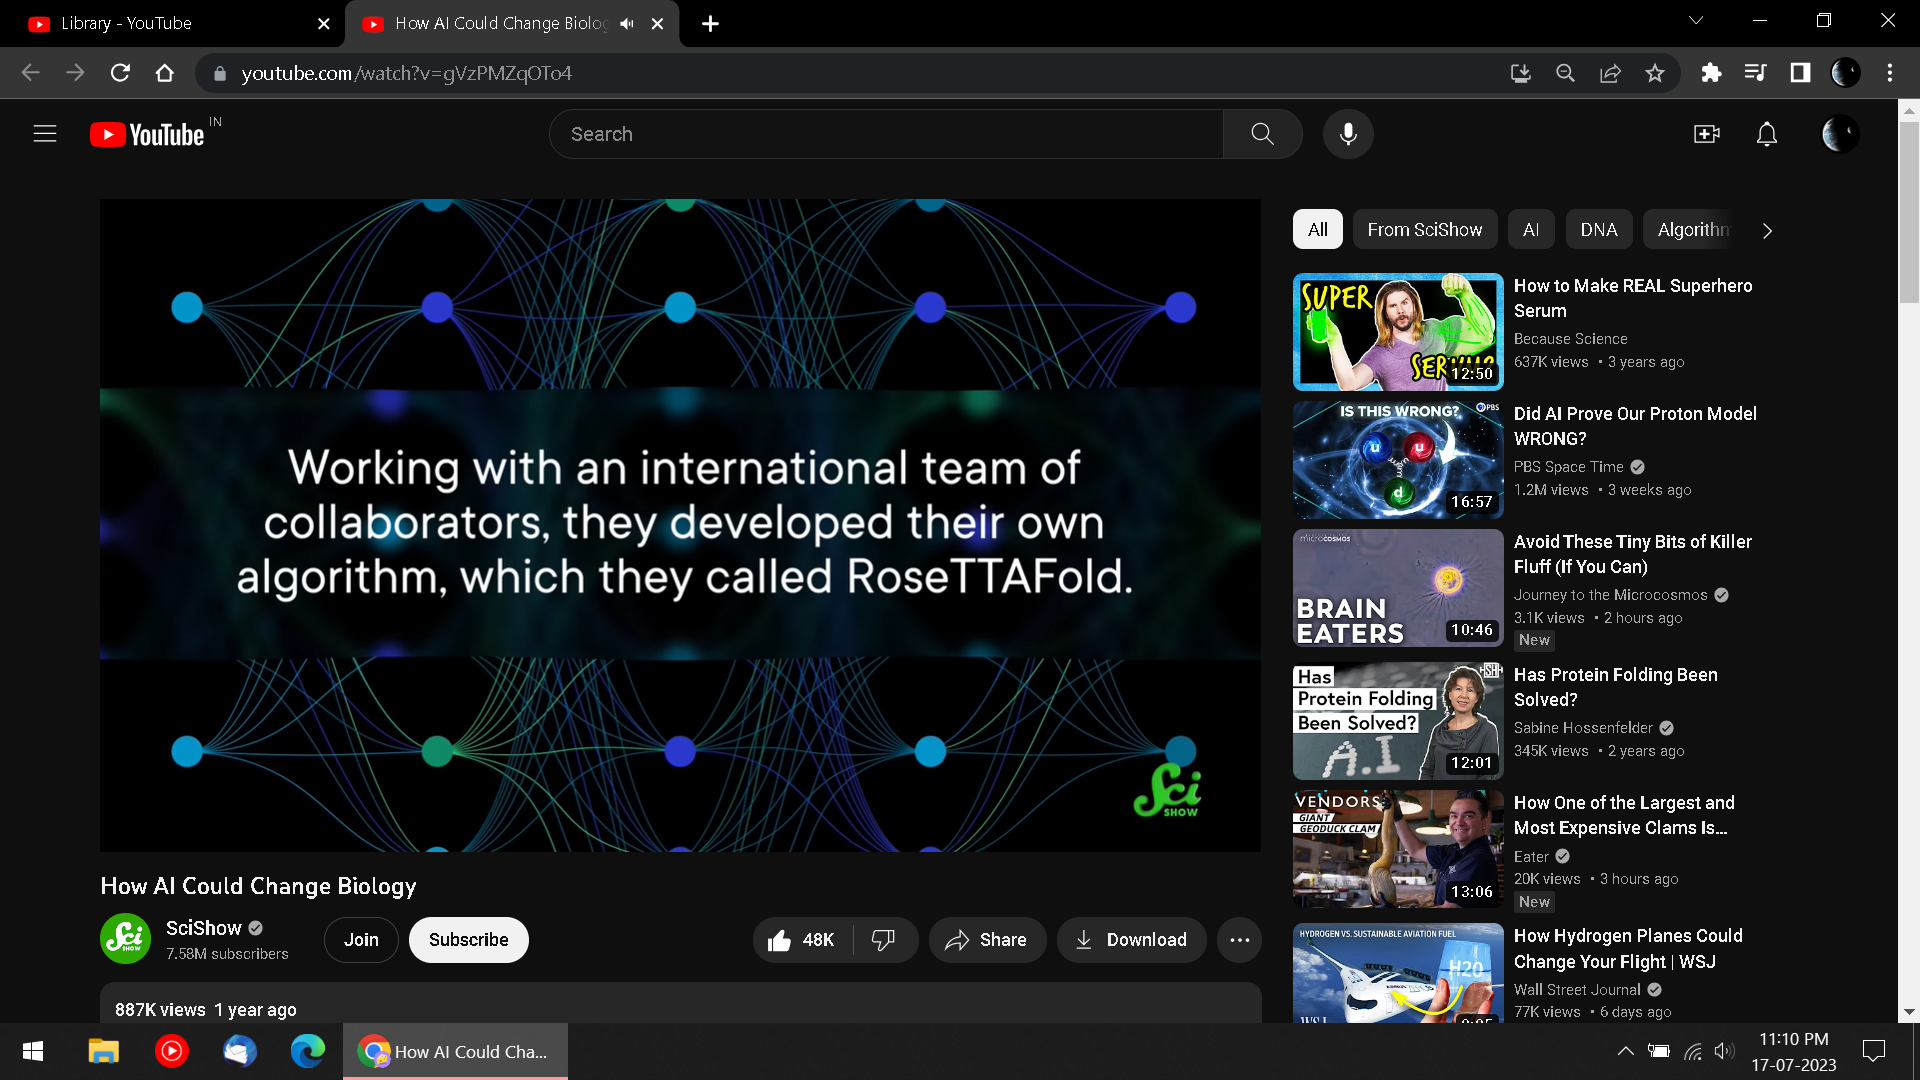 Library - YouTube
How AI Could Change Biolog
youtube.com/watch?v=gVzPMZqOTo4
YouTube IN
Search
Working with an international team of
collaborators, they developed their own
algorithm, which they called RoseTTAFold.
Sci
SHOW
How AI Could Change Biology
Sci
SHOW
SciShow
7.58M subscribers
Join
Subscribe
48K
Share
Download
887K views 1 year ago
All
From SciShow
AI
DNA
Algorithm
SUPER
SERUM?
12:50
How to Make REAL Superhero
Serum
Because Science
637K views • 3 years ago
IS THIS WRONG?
PBS
u
u
d
16:57
Did AI Prove Our Proton Model
WRONG?
PBS Space Time
1.2M views • 3 weeks ago
microcosmos
BRAIN
EATERS
10:46
Avoid These Tiny Bits of Killer
Fluff (If You Can)
Journey to the Microcosmos
3.1K views • 2 hours ago
New
Has
Protein Folding
Been Solved?
A.I
SH
12:01
Has Protein Folding Been
Solved?
Sabine Hossenfelder
345K views • 2 years ago
VENDORS
GIANT
GEODUCK CLAM
13:06
How One of the Largest and
Most Expensive Clams Is...
Eater
20K views • 3 hours ago
New
HYDROGEN VS. SUSTAINABLE AVIATION FUEL
H20
WSJ
How Hydrogen Planes Could
Change Your Flight | WSJ
Wall Street Journal
77K views • 6 days ago
How AI Could Cha...
11:10 PM
17-07-2023